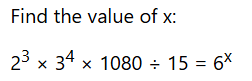 Find the value of x:
2³ × 3⁴ × 1080 ÷ 15 = 6ˣ